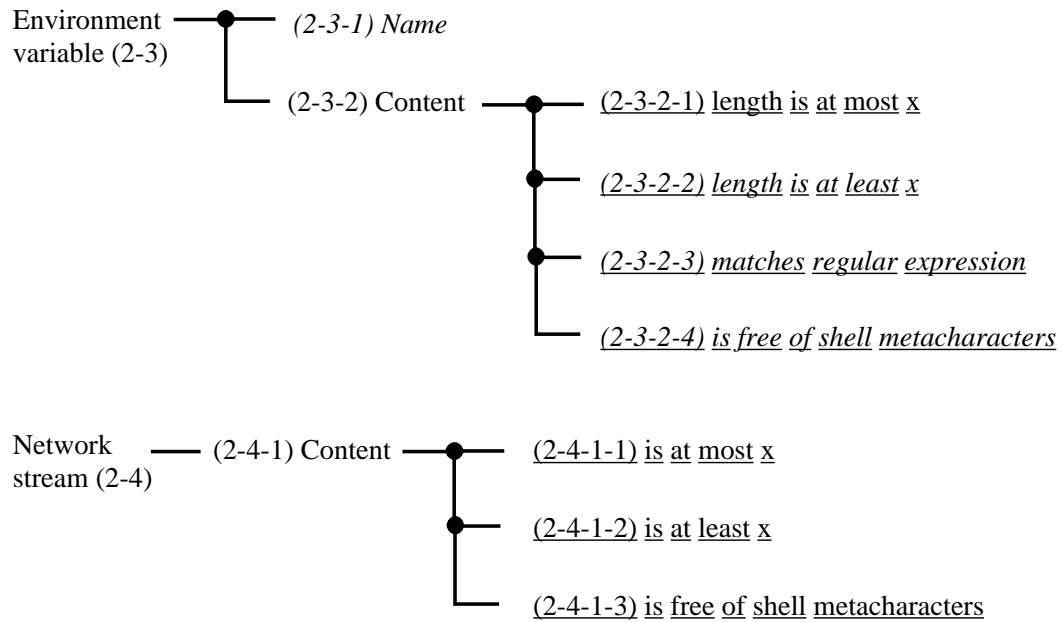 Environment
variable (2-3)
(2-3-1) Name
(2-3-2) Content
(2-3-2-1) length is at most x
(2-3-2-2) length is at least x
(2-3-2-3) matches regular expression
(2-3-2-4) is free of shell metacharacters
Network
stream (2-4)
(2-4-1) Content
(2-4-1-1) is at most x
(2-4-1-2) is at least x
(2-4-1-3) is free of shell metacharacters